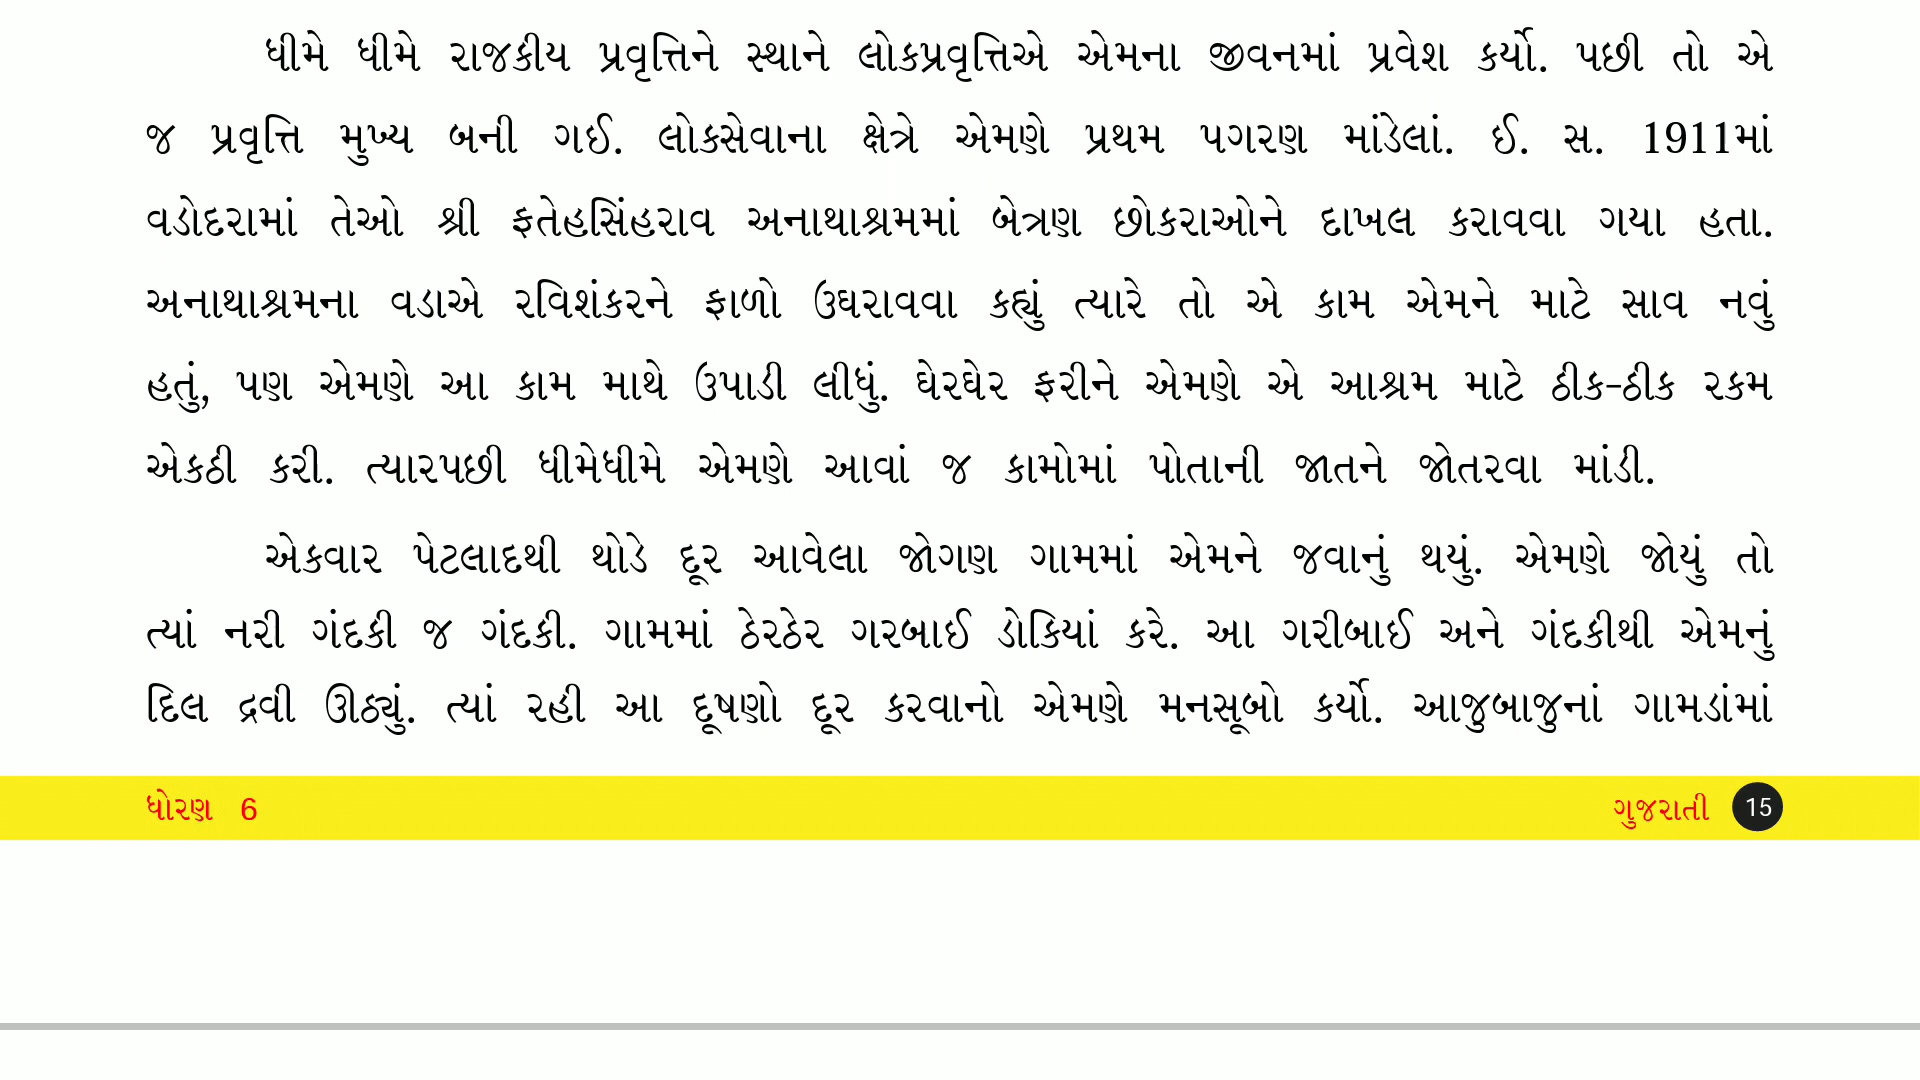 ધીમે ધીમે રાજકીય પ્રવૃત્તિને સ્થાને લોકપ્રવૃત્તિએ એમના જીવનમાં પ્રવેશ કર્યો. પછી તો એ
જ પ્રવૃત્તિ મુખ્ય બની ગઈ. લોકસેવાના ક્ષેત્રે એમણે પ્રથમ પગરણ માંડેલાં. ઈ. સ. 1911માં
વડોદરામાં તેઓ શ્રી ફતેહસિંહરાવ અનાથાશ્રમમાં બેત્રણ છોકરાઓને દાખલ કરાવવા ગયા હતા.
અનાથાશ્રમના વડાએ રવિશંકરને ફાળો ઉઘરાવવા કહ્યું ત્યારે તો એ કામ એમને માટે સાવ નવું
હતું, પણ એમણે આ કામ માથે ઉપાડી લીધું. ઘેરઘેર ફરીને એમણે એ આશ્રમ માટે ઠીક-ઠીક રકમ
એકઠી કરી. ત્યારપછી ધીમેધીમે એમણે આવાં જ કામોમાં પોતાની જાતને જોતરવા માંડી.
એકવાર પેટલાદથી થોડે દૂર આવેલા જોગણ ગામમાં એમને જવાનું થયું. એમણે જોયું તો
ત્યાં નરી ગંદકી જ ગંદકી. ગામમાં ઠેરઠેર ગરબાઈ ડોકિયાં કરે. આ ગરીબાઈ અને ગંદકીથી એમનું
દિલ દ્રવી ઊઠ્યું. ત્યાં રહી આ દૂષણો દૂર કરવાનો એમણે મનસૂબો કર્યો. આજુબાજુનાં ગામડાંમાં
ધોરણ 6 ગુજરાતી 15